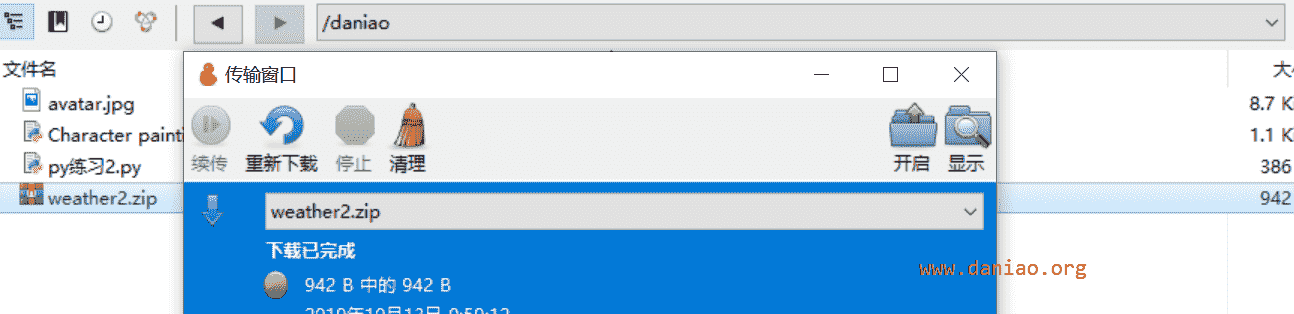 /daniao
文件名
大小
传输窗口
avatar.jpg
8.7 Ki
Character painti
1.1 K
py练习2.py
386
weather2.zip
942
续传 重新下载 停止 清理 开启 显示
weather2.zip
下载已完成
942 B 中的 942 B
www.daniao.org